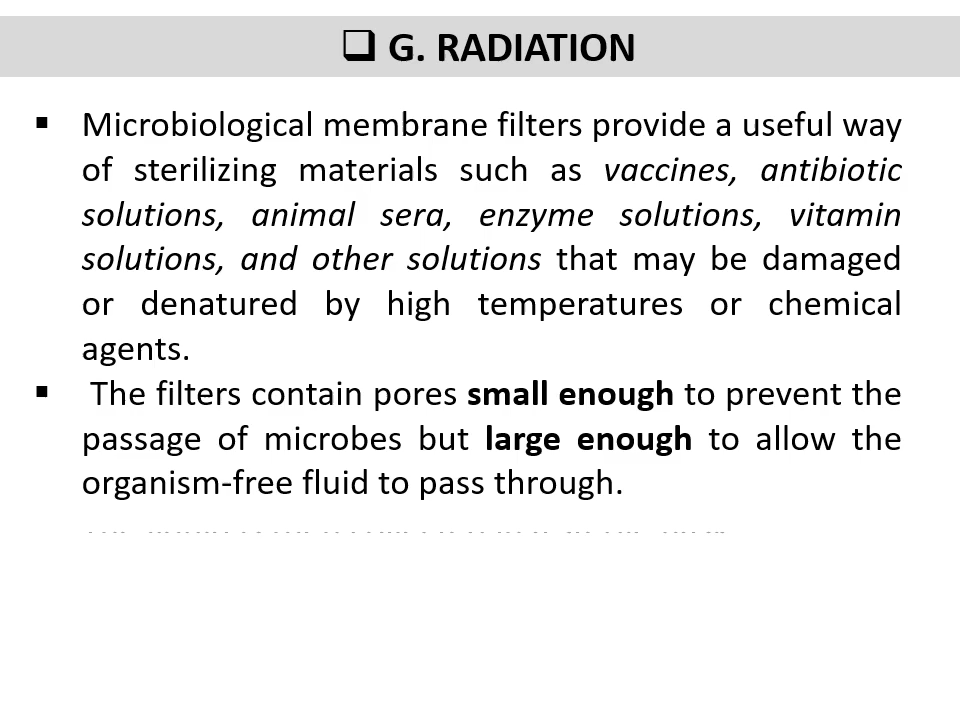 ❑ G. RADIATION
▪ Microbiological membrane filters provide a useful way
of sterilizing materials such as vaccines, antibiotic
solutions, animal sera, enzyme solutions, vitamin
solutions, and other solutions that may be damaged
or denatured by high temperatures or chemical
agents.
▪ The filters contain pores small enough to prevent the
passage of microbes but large enough to allow the
organism-free fluid to pass through.